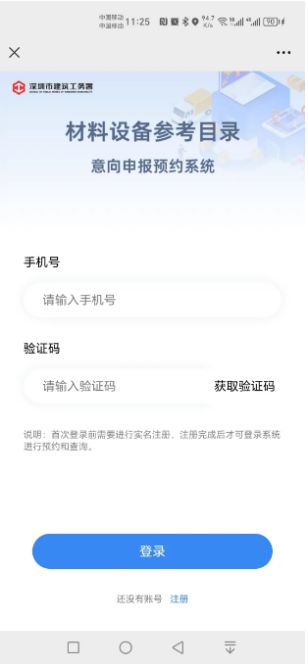 中国移动
中国移动 11:25
94.7
K/s
90
深圳市建筑工务署
材料设备参考目录
意向申报预约系统
手机号
请输入手机号
验证码
请输入验证码 获取验证码
说明：首次登录前需要进行实名注册，注册完成后才可登录系统
进行预约和查询。
登录
还没有账号 注册